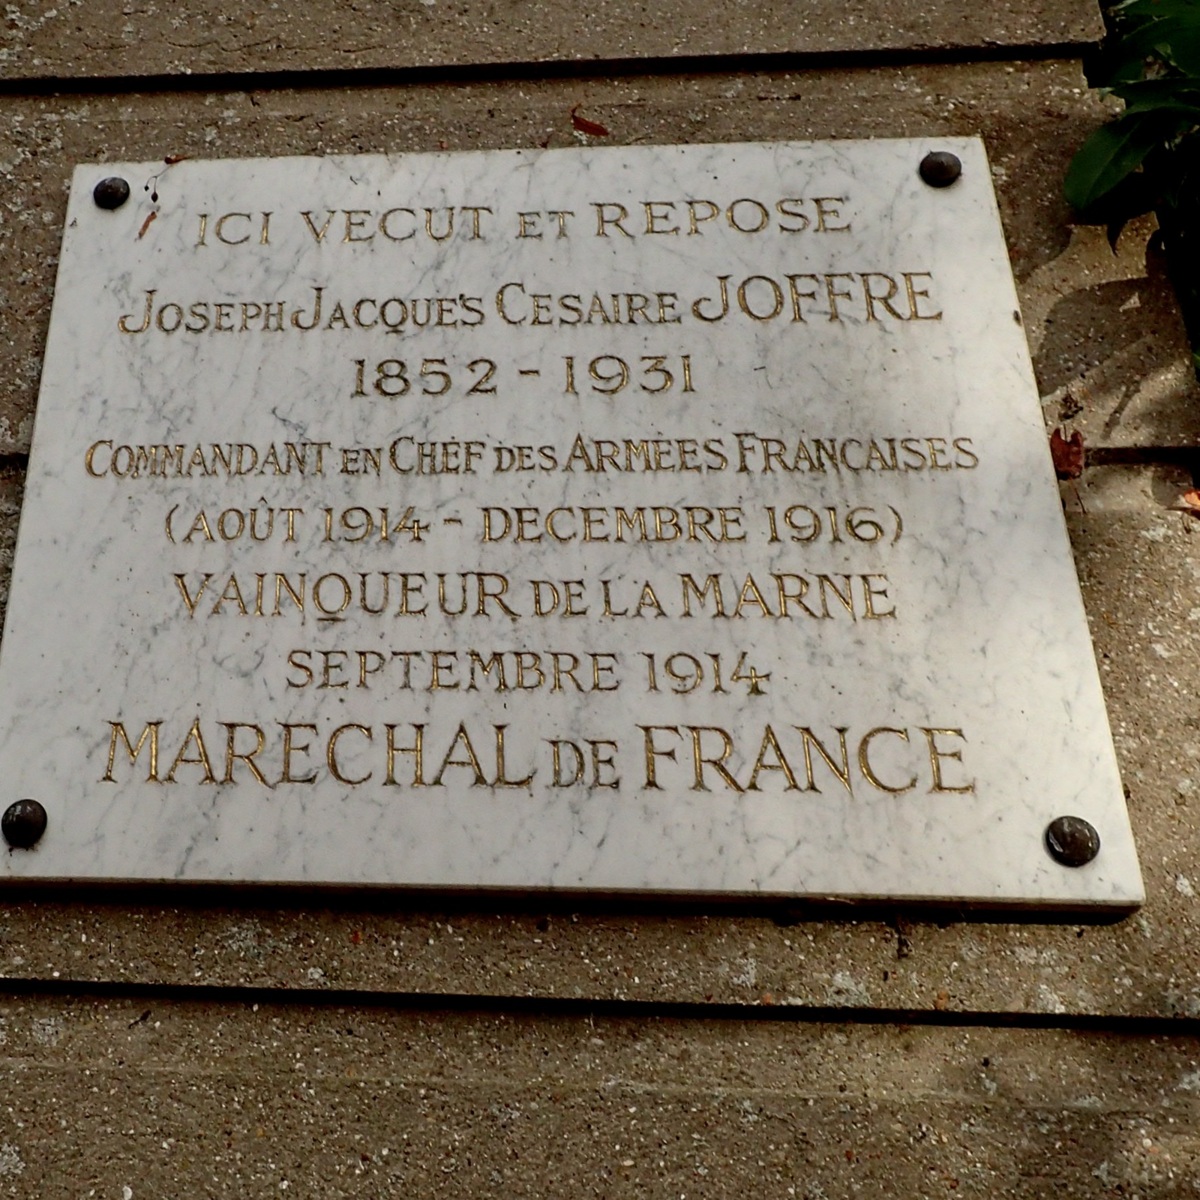 ICI VECUT ET REPOSE
JOSEPH JACQUES CESAIRE JOFFRE
1852 - 1931
COMMANDANT EN CHEF DES ARMEES FRANÇAISES
(AOÛT 1914 - DECEMBRE 1916)
VAINQUEUR DE LA MARNE
SEPTEMBRE 1914
MARECHAL DE FRANCE